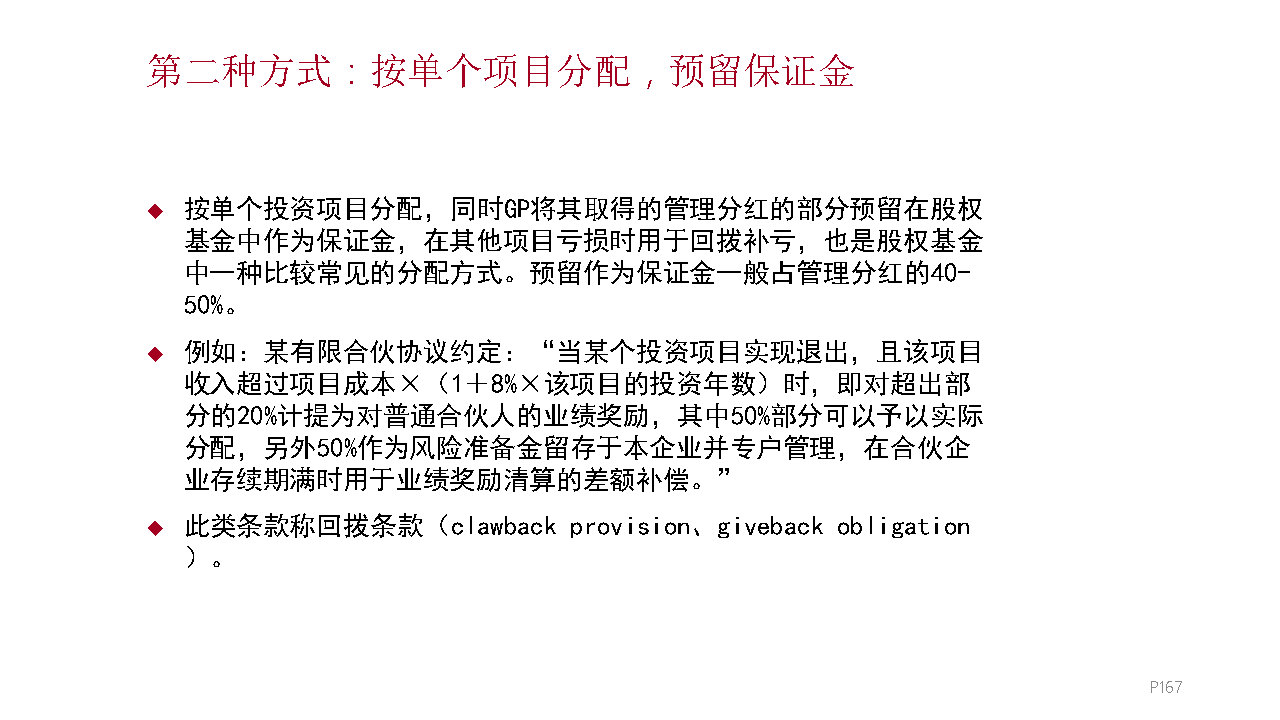 第二种方式：按单个项目分配，预留保证金
◆ 按单个投资项目分配，同时GP将其取得的管理分红的部分预留在股权
基金中作为保证金，在其他项目亏损时用于回拨补亏，也是股权基金
中一种比较常见的分配方式。预留作为保证金一般占管理分红的40-
50%。
◆ 例如：某有限合伙协议约定：“当某个投资项目实现退出，且该项目
收入超过项目成本×（1＋8%×该项目的投资年数）时，即对超出部
分的20%计提为对普通合伙人的业绩奖励，其中50%部分可以予以实际
分配，另外50%作为风险准备金留存于本企业并专户管理，在合伙企
业存续期满时用于业绩奖励清算的差额补偿。”
◆ 此类条款称回拨条款（clawback provision、giveback obligation
）。
P167